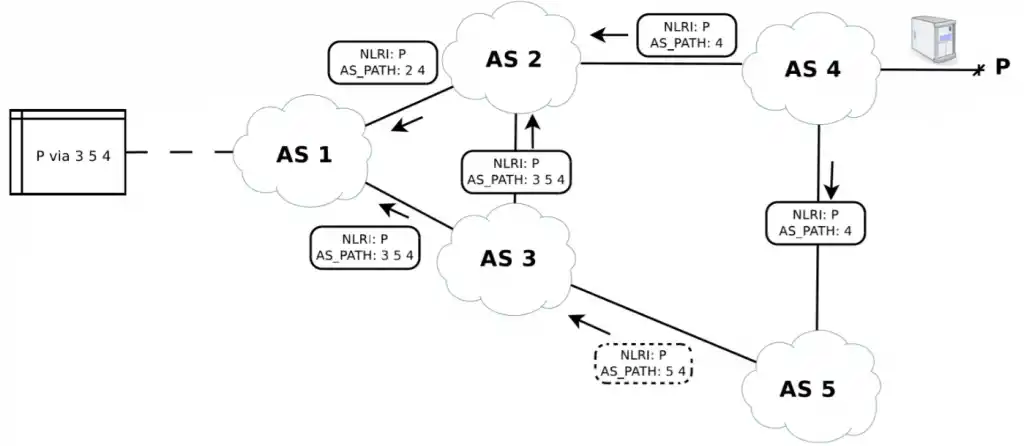 NLRI: P
AS_PATH: 4
AS 2
NLRI: P
AS_PATH: 2 4
AS 4
P
P via 3 5 4
AS 1
NLRI: P
AS_PATH: 3 5 4
NLRI: P
AS_PATH: 4
NLRI: P
AS_PATH: 3 5 4
AS 3
NLRI: P
AS_PATH: 5 4
AS 5